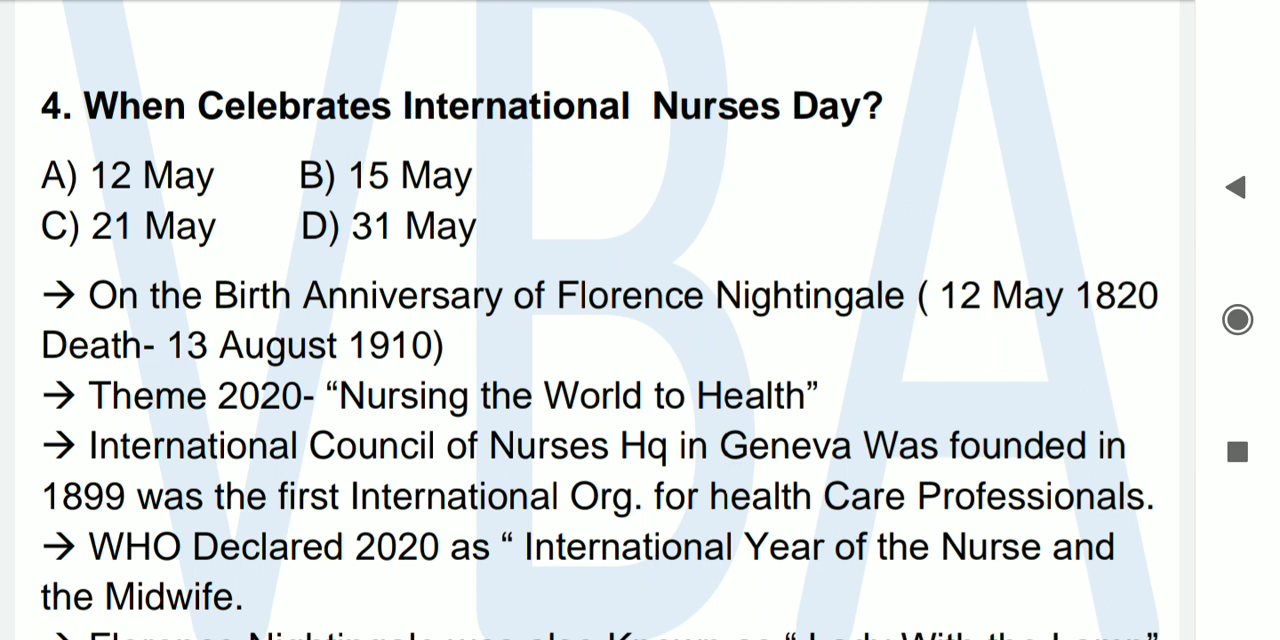 4. When Celebrates International Nurses Day?
A) 12 May B) 15 May
C) 21 May D) 31 May
→ On the Birth Anniversary of Florence Nightingale ( 12 May 1820
Death- 13 August 1910)
→ Theme 2020- “Nursing the World to Health”
→ International Council of Nurses Hq in Geneva Was founded in
1899 was the first International Org. for health Care Professionals.
→ WHO Declared 2020 as “ International Year of the Nurse and
the Midwife.
VBA